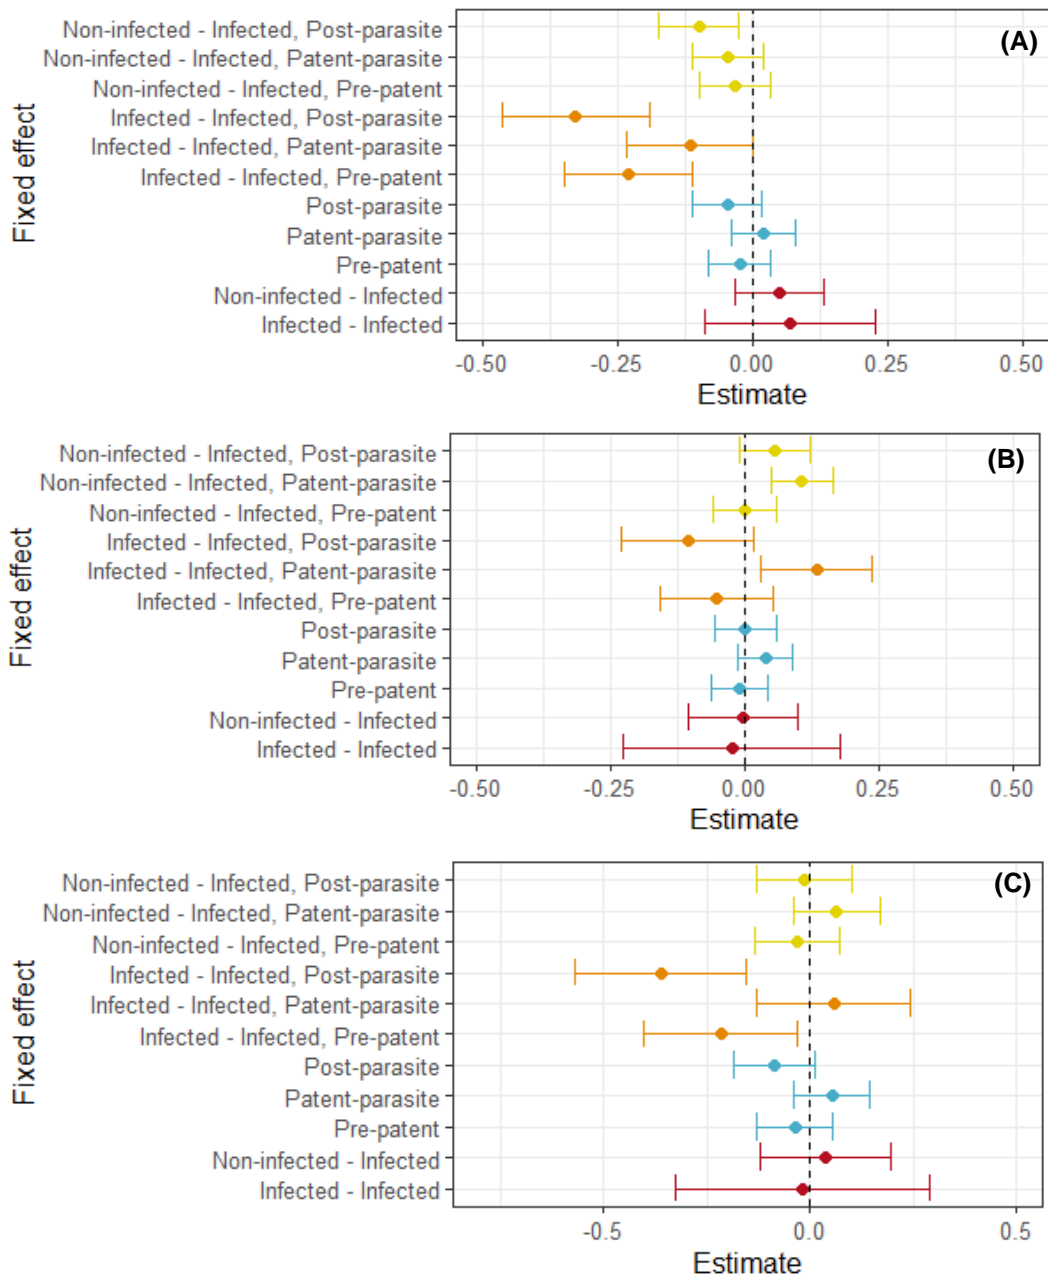 (A)
Fixed effect
Non-infected - Infected, Post-parasite
Non-infected - Infected, Patent-parasite
Non-infected - Infected, Pre-patent
Infected - Infected, Post-parasite
Infected - Infected, Patent-parasite
Infected - Infected, Pre-patent
Post-parasite
Patent-parasite
Pre-patent
Non-infected - Infected
Infected - Infected
-0.50 -0.25 0.00 0.25 0.50
Estimate
(B)
Fixed effect
Non-infected - Infected, Post-parasite
Non-infected - Infected, Patent-parasite
Non-infected - Infected, Pre-patent
Infected - Infected, Post-parasite
Infected - Infected, Patent-parasite
Infected - Infected, Pre-patent
Post-parasite
Patent-parasite
Pre-patent
Non-infected - Infected
Infected - Infected
-0.50 -0.25 0.00 0.25 0.50
Estimate
(C)
Fixed effect
Non-infected - Infected, Post-parasite
Non-infected - Infected, Patent-parasite
Non-infected - Infected, Pre-patent
Infected - Infected, Post-parasite
Infected - Infected, Patent-parasite
Infected - Infected, Pre-patent
Post-parasite
Patent-parasite
Pre-patent
Non-infected - Infected
Infected - Infected
-0.5 0.0 0.5
Estimate